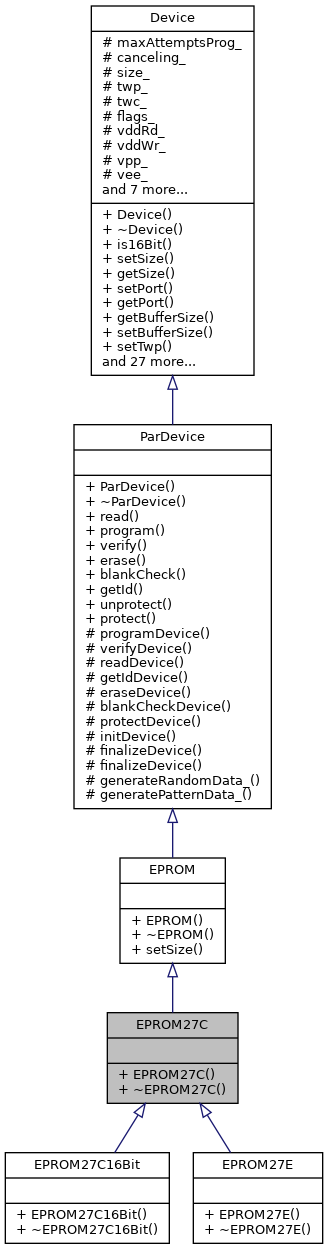 Device
# maxAttemptsProg_
# canceling_
# size_
# twp_
# twc_
# flags_
# vddRd_
# vddWr_
# vpp_
# vee_
and 7 more...
+ Device()
+ ~Device()
+ is16Bit()
+ setSize()
+ getSize()
+ setPort()
+ getPort()
+ getBufferSize()
+ setBufferSize()
+ setTwp()
and 27 more...
ParDevice
+ ParDevice()
+ ~ParDevice()
+ read()
+ program()
+ verify()
+ erase()
+ blankCheck()
+ getId()
+ unprotect()
+ protect()
# programDevice()
# verifyDevice()
# readDevice()
# getIdDevice()
# eraseDevice()
# blankCheckDevice()
# protectDevice()
# initDevice()
# finalizeDevice()
# finalizeDevice()
# generateRandomData_()
# generatePatternData_()
EPROM
+ EPROM()
+ ~EPROM()
+ setSize()
EPROM27C
+ EPROM27C()
+ ~EPROM27C()
EPROM27C16Bit
+ EPROM27C16Bit()
+ ~EPROM27C16Bit()
EPROM27E
+ EPROM27E()
+ ~EPROM27E()